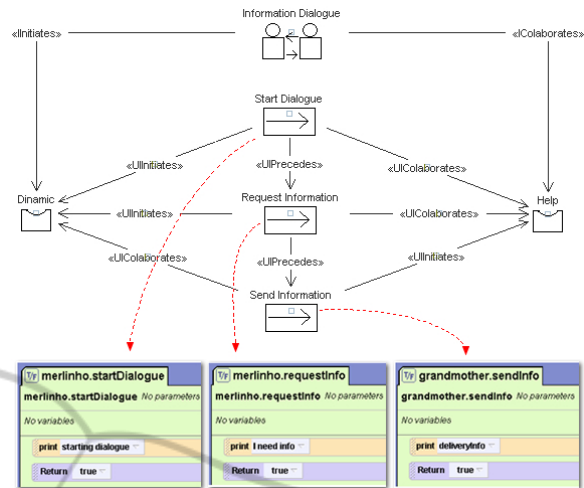 Information Dialogue
«IInitiates»
«IColaborates»
Start Dialogue
«UIInitiates»
«UIPrecedes»
«UIColaborates»
Dinamic
Request Information
Help
«UIInitiates»
«UIColaborates»
«UIColaborates»
«UIPrecedes»
«UIInitiates»
Send Information
T/F merlinho.startDialogue
merlinho.startDialogue No parameters
No variables
print starting dialogue
Return true
T/F merlinho.requestInfo
merlinho.requestInfo No parameters
No variables
print I need info
Return true
T/F grandmother.sendInfo
grandmother.sendInfo No parameters
No variables
print deliveryInfo
Return true